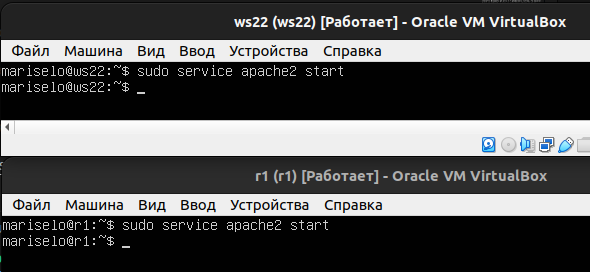 ws22 (ws22) [Работает] - Oracle VM VirtualBox
Файл Машина Вид Ввод Устройства Справка
mariselo@ws22:~$ sudo service apache2 start
mariselo@ws22:~$ _
r1 (r1) [Работает] - Oracle VM VirtualBox
Файл Машина Вид Ввод Устройства Справка
mariselo@r1:~$ sudo service apache2 start
mariselo@r1:~$ _